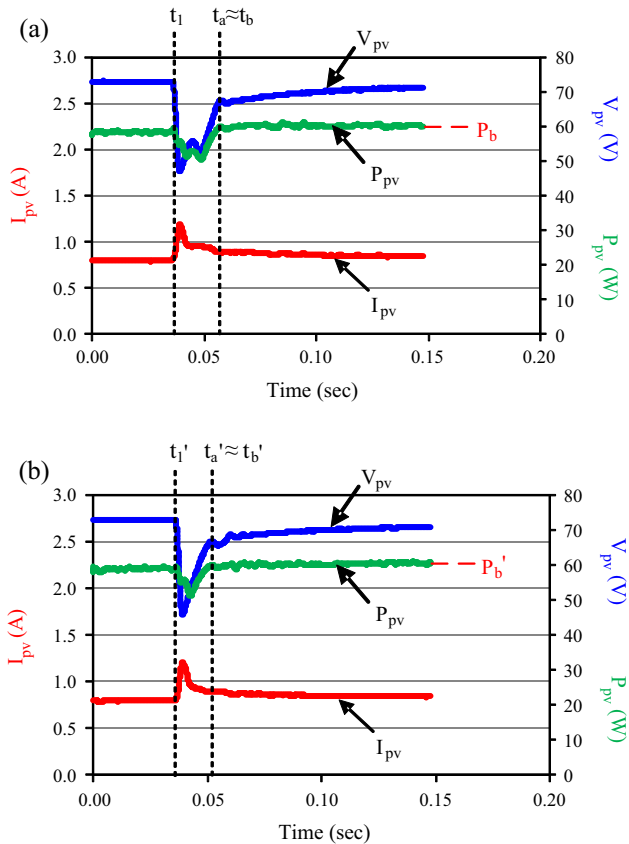 (a)
t1 ta≈tb
3.0 2.5 2.0 1.5 1.0 0.5 0.0
Ipv (A)
80 70 60 50 40 30 20 10 0
Vpv (V)
Ppv (W)
Vpv
Pb
Ppv
Ipv
0.00 0.05 0.10 0.15 0.20
Time (sec)
(b)
t1' ta'≈ tb'
3.0 2.5 2.0 1.5 1.0 0.5 0.0
Ipv (A)
80 70 60 50 40 30 20 10 0
Vpv (V)
Ppv (W)
Vpv
Pb'
Ppv
Ipv
0.00 0.05 0.10 0.15 0.20
Time (sec)